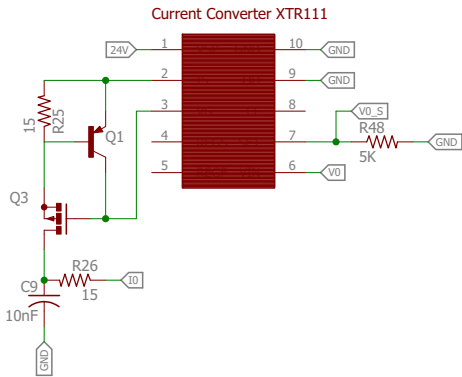 Current Converter XTR111
24V
1
10
GND
2
9
GND
15
R25
Q1
3
8
V0_S
4
7
R48
GND
5K
5
6
V0
Q3
R26
I0
15
C9
10nF
GND